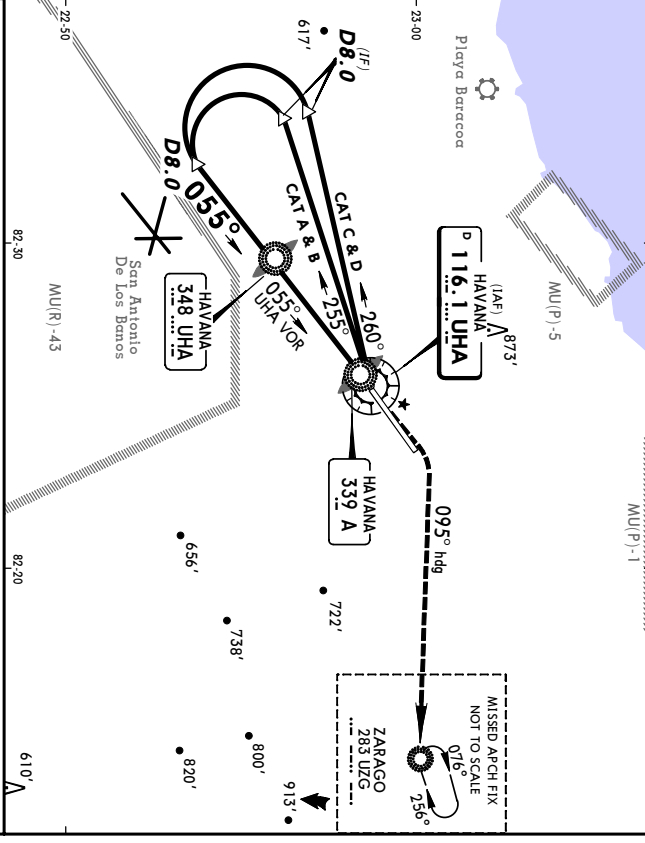 22-50
23-00
617'
(IF)
D8.0
Playa Baracoa
D8.0
055°
CAT C & D
CAT A & B
260°
255°
055°
UHA VOR
82-30
San Antonio
De Los Banos
MU(R)-43
HAVANA
348 UHA
(IAF)
HAVANA
D 116.1 UHA
873'
MU(P)-5
HAVANA
339 A
MU(P)-1
095° hdg
82-20
656'
722'
738'
MISSED APCH FIX
NOT TO SCALE
076°
256°
ZARAGO
283 UZG
800'
820'
913'
610'